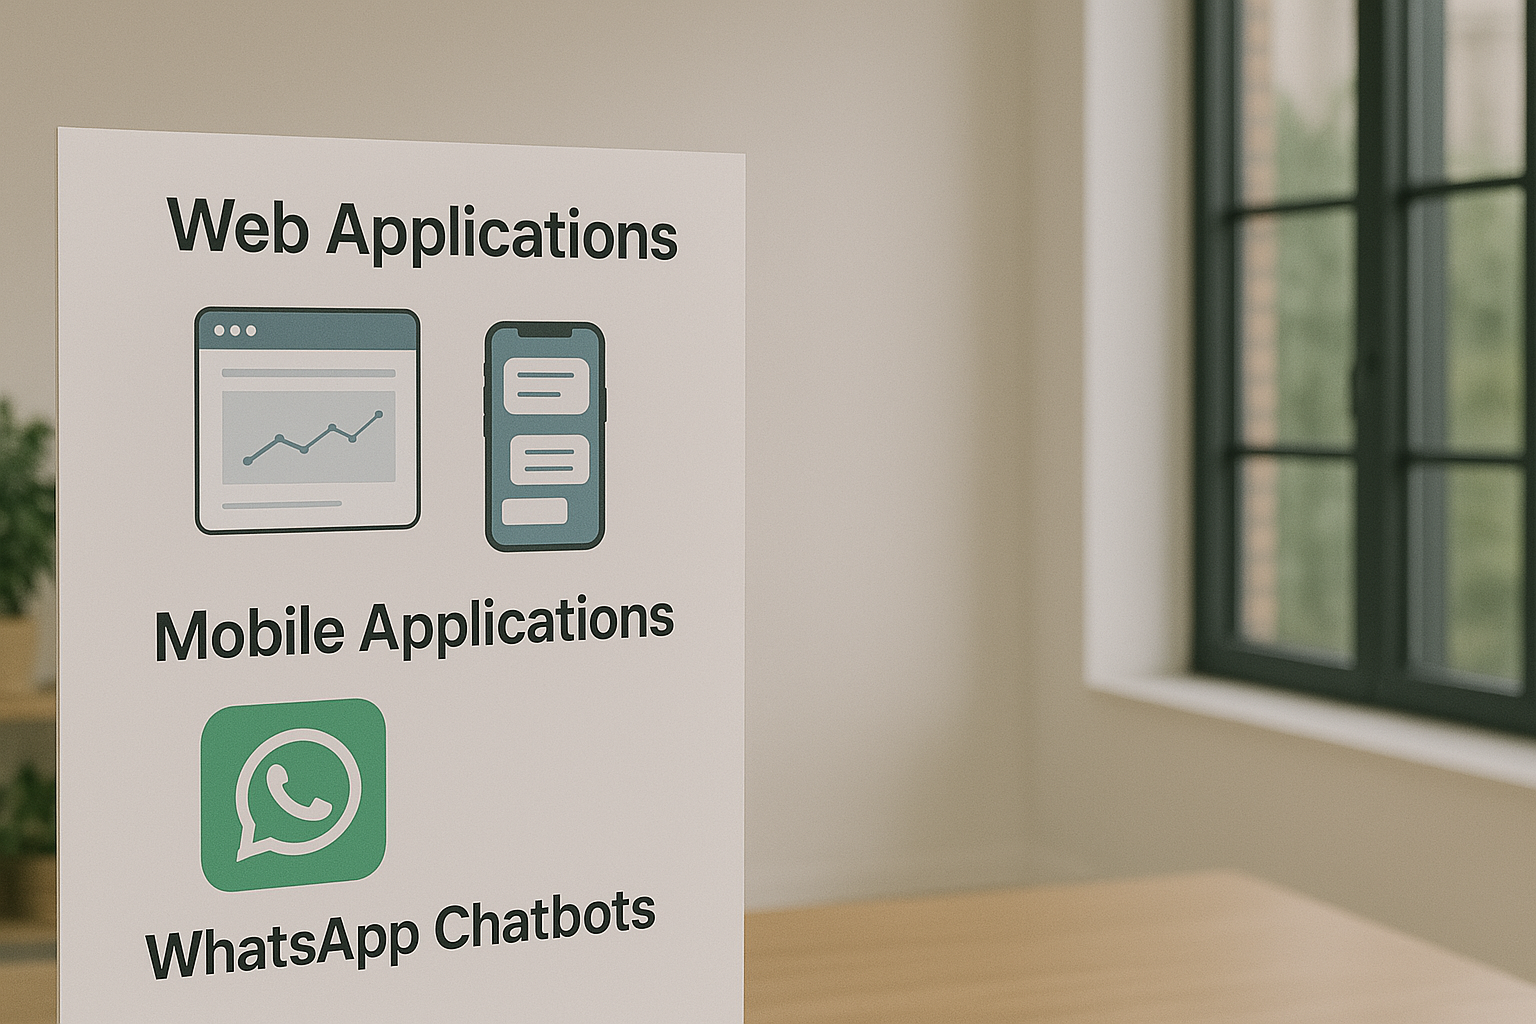 Web Applications
Mobile Applications
WhatsApp Chatbots